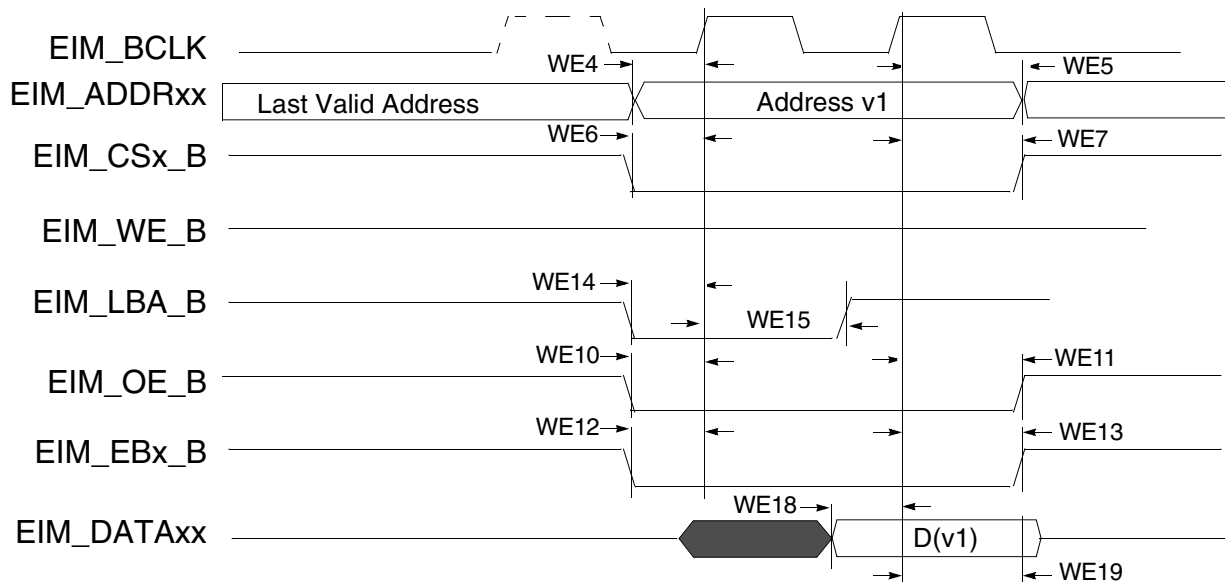 EIM_BCLK
WE4
WE5
EIM_ADDRxx
Last Valid Address
Address v1
WE6
WE7
EIM_CSx_B
EIM_WE_B
WE14
EIM_LBA_B
WE15
WE10
WE11
EIM_OE_B
WE12
WE13
EIM_EBx_B
WE18
EIM_DATAxx
D(v1)
WE19